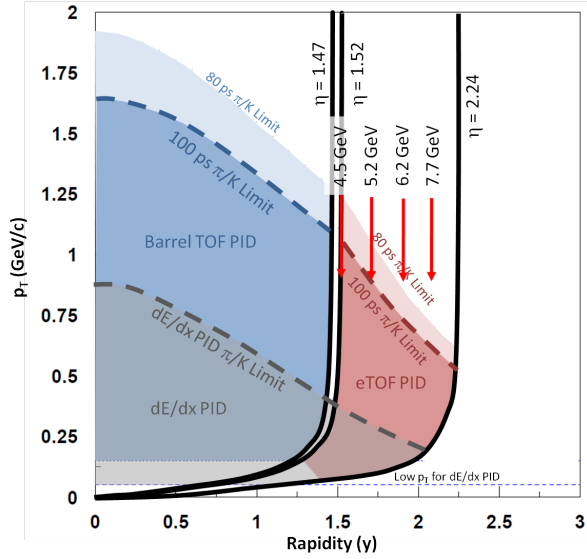 2
1.75
1.5
1.25
1
0.75
0.5
0.25
0
p_T (GeV/c)
80 ps π/K Limit
100 ps π/K Limit
Barrel TOF PID
dE/dx PID π/K Limit
dE/dx PID
η = 1.47
η = 1.52
η = 2.24
4.5 GeV
5.2 GeV
6.2 GeV
7.7 GeV
80 ps π/K Limit
100 ps π/K Limit
eTOF PID
Low p_T for dE/dx PID
0 0.5 1 1.5 2 2.5 3
Rapidity (y)